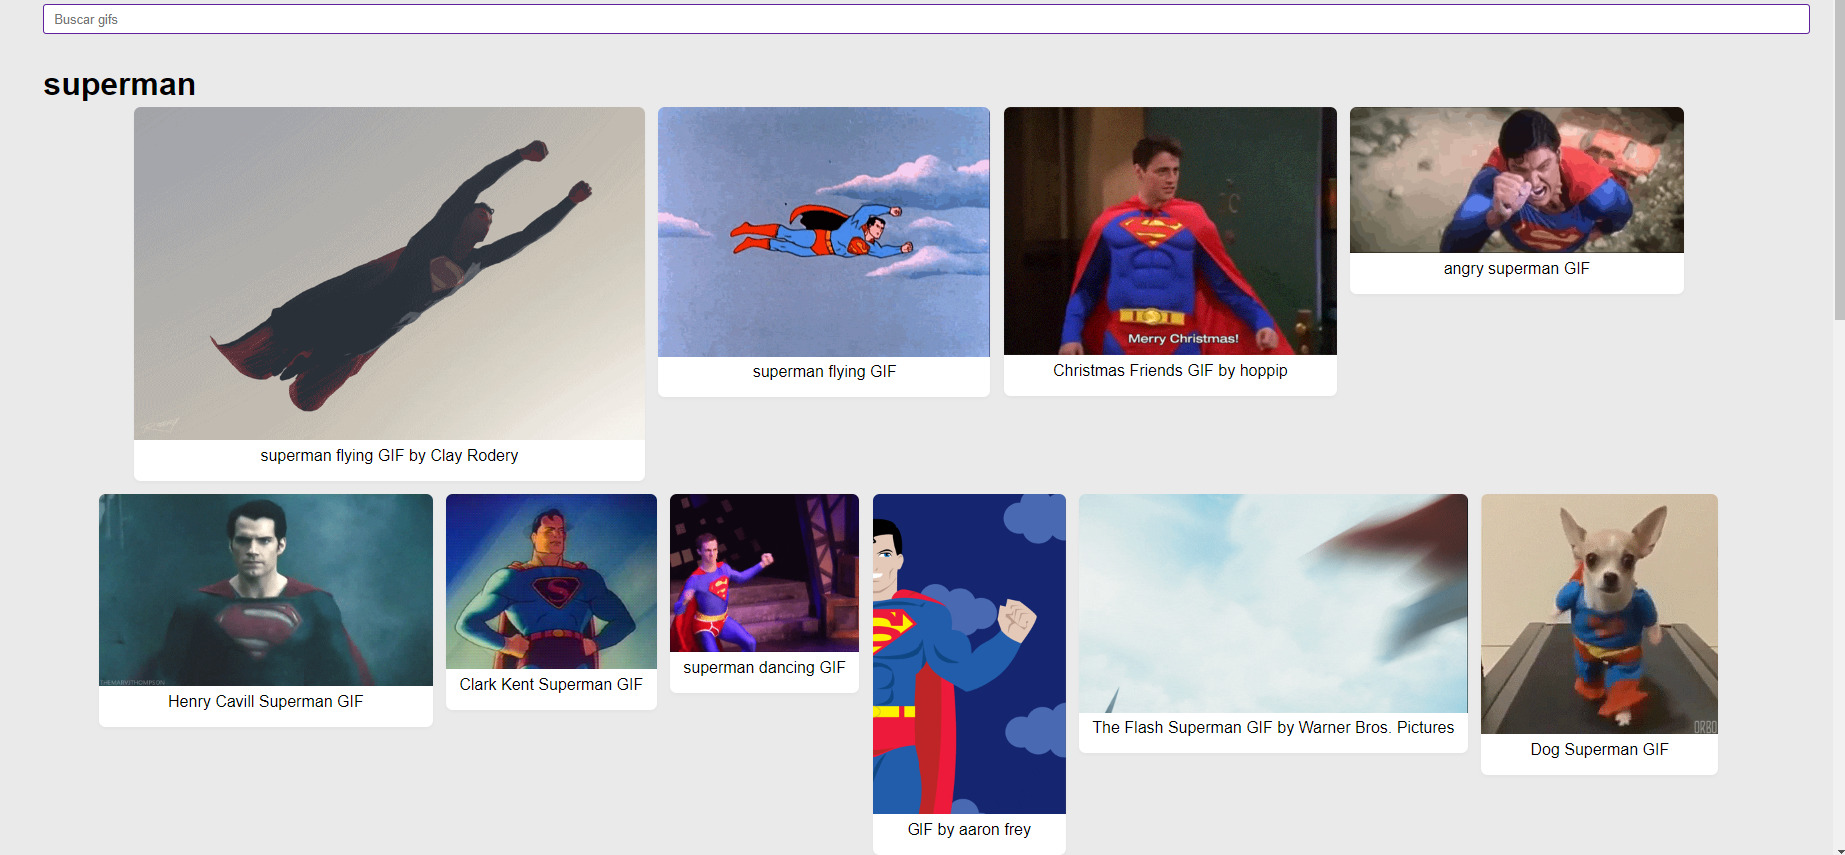 Buscar gifs
superman
Merry Christmas!
angry superman GIF
superman flying GIF
Christmas Friends GIF by hoppip
superman flying GIF by Clay Rodery
THEMARVJTHOMPSON
superman dancing GIF
Clark Kent Superman GIF
Henry Cavill Superman GIF
The Flash Superman GIF by Warner Bros. Pictures
ORBO
Dog Superman GIF
GIF by aaron frey